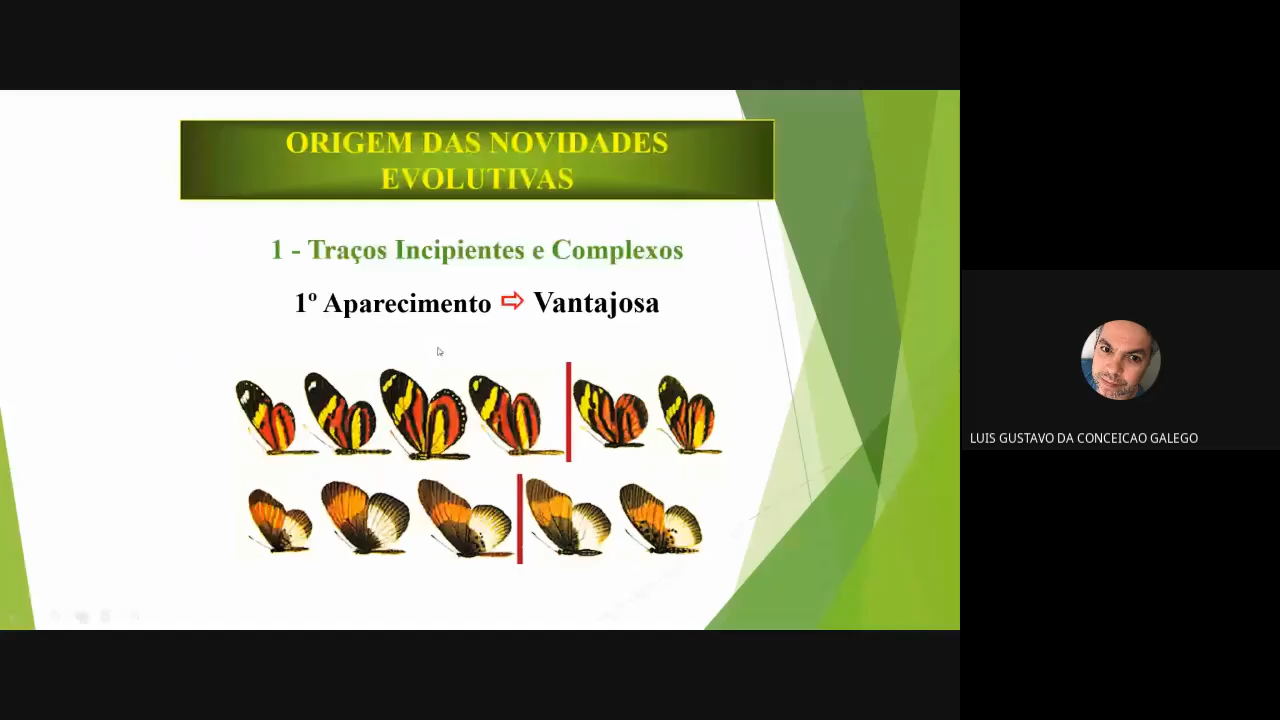 ORIGEM DAS NOVIDADES
EVOLUTIVAS
1 - Traços Incipientes e Complexos
1º Aparecimento ⇨ Vantajosa
LUIS GUSTAVO DA CONCEICAO GALEGO